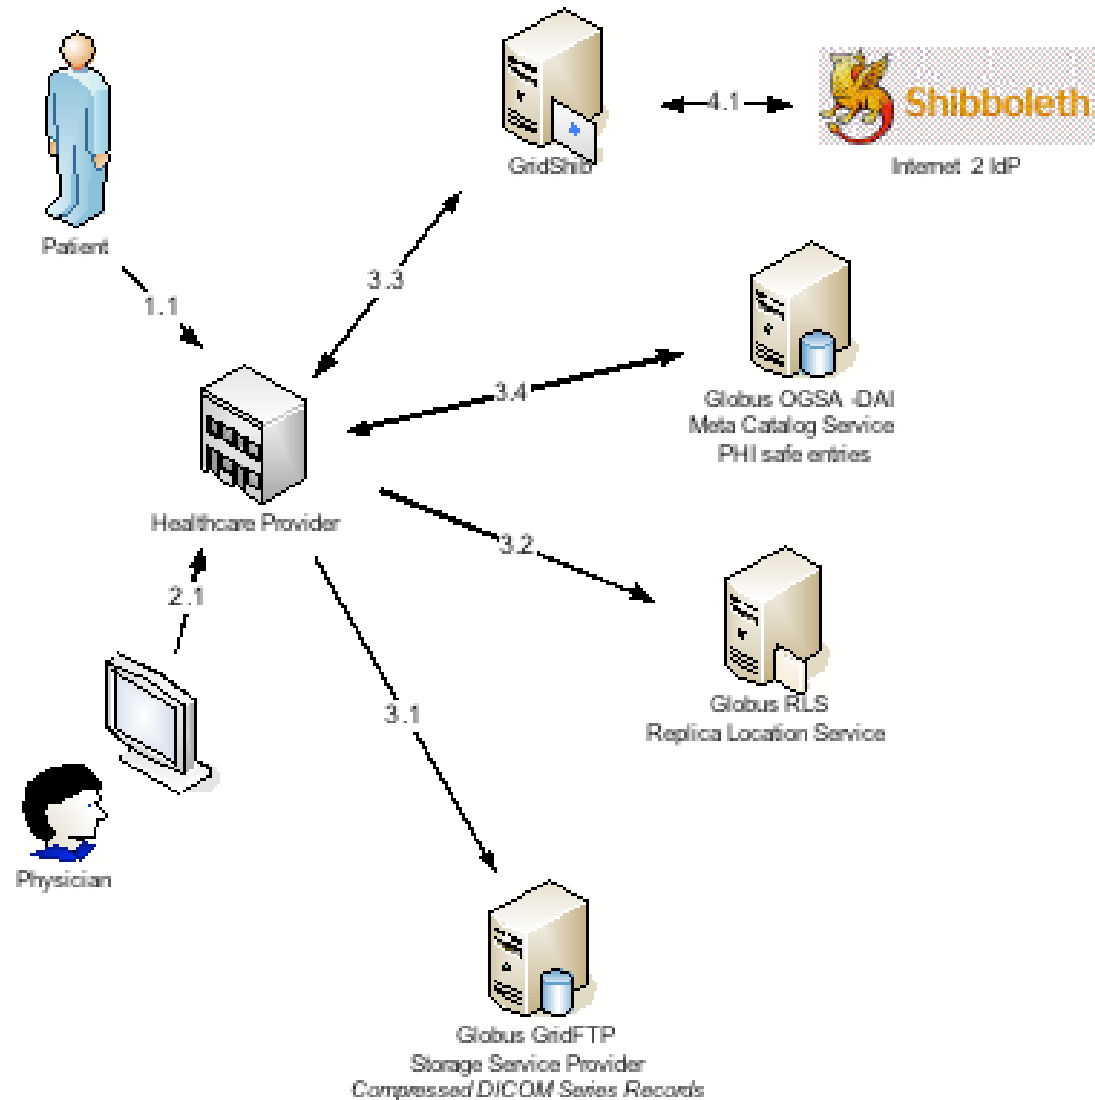 GridShib
4.1
Shibboleth
Internet 2 IdP
Patient
1.1
3.3
3.4
Globus OGSA -DAI
Meta Catalog Service
PHI safe entries
Healthcare Provider
3.2
2.1
Globus RLS
Replica Location Service
3.1
Physician
Globus GridFTP
Storage Service Provider
Compressed DICOM Series Records